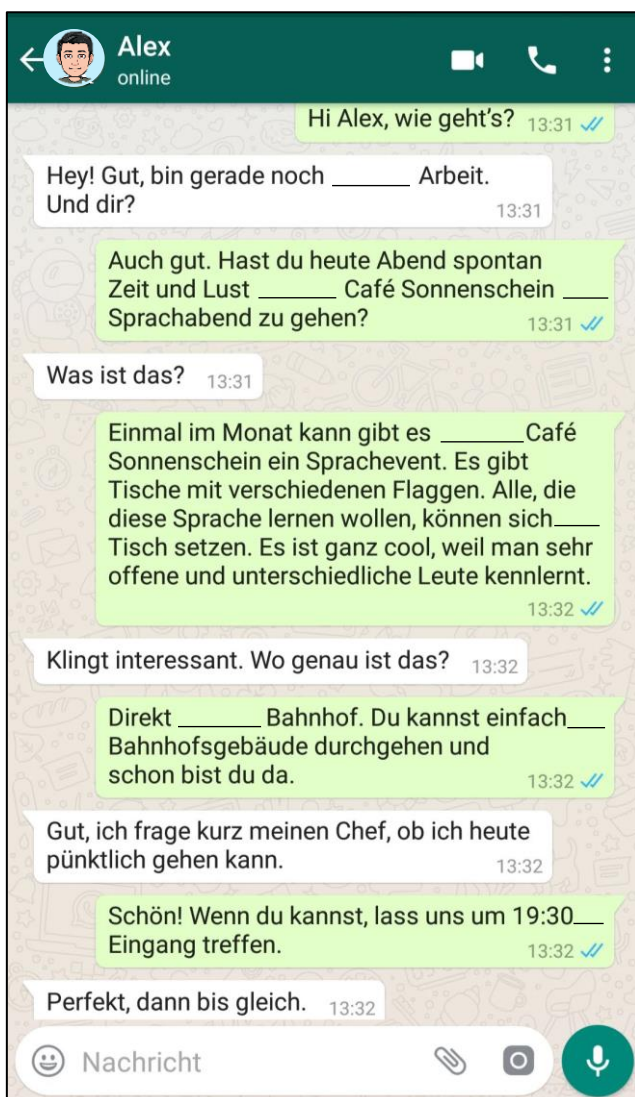 Alex
online
Hi Alex, wie geht's? 13:31
Hey! Gut, bin gerade noch _______ Arbeit.
Und dir? 13:31
Auch gut. Hast du heute Abend spontan
Zeit und Lust _______ Café Sonnenschein ____
Sprachabend zu gehen? 13:31
Was ist das? 13:31
Einmal im Monat kann gibt es _______Café
Sonnenschein ein Sprachevent. Es gibt
Tische mit verschiedenen Flaggen. Alle, die
diese Sprache lernen wollen, können sich____
Tisch setzen. Es ist ganz cool, weil man sehr
offene und unterschiedliche Leute kennlernt.
13:32
Klingt interessant. Wo genau ist das? 13:32
Direkt _______ Bahnhof. Du kannst einfach___
Bahnhofsgebäude durchgehen und
schon bist du da. 13:32
Gut, ich frage kurz meinen Chef, ob ich heute
pünktlich gehen kann. 13:32
Schön! Wenn du kannst, lass uns um 19:30___
Eingang treffen. 13:32
Perfekt, dann bis gleich. 13:32
Nachricht